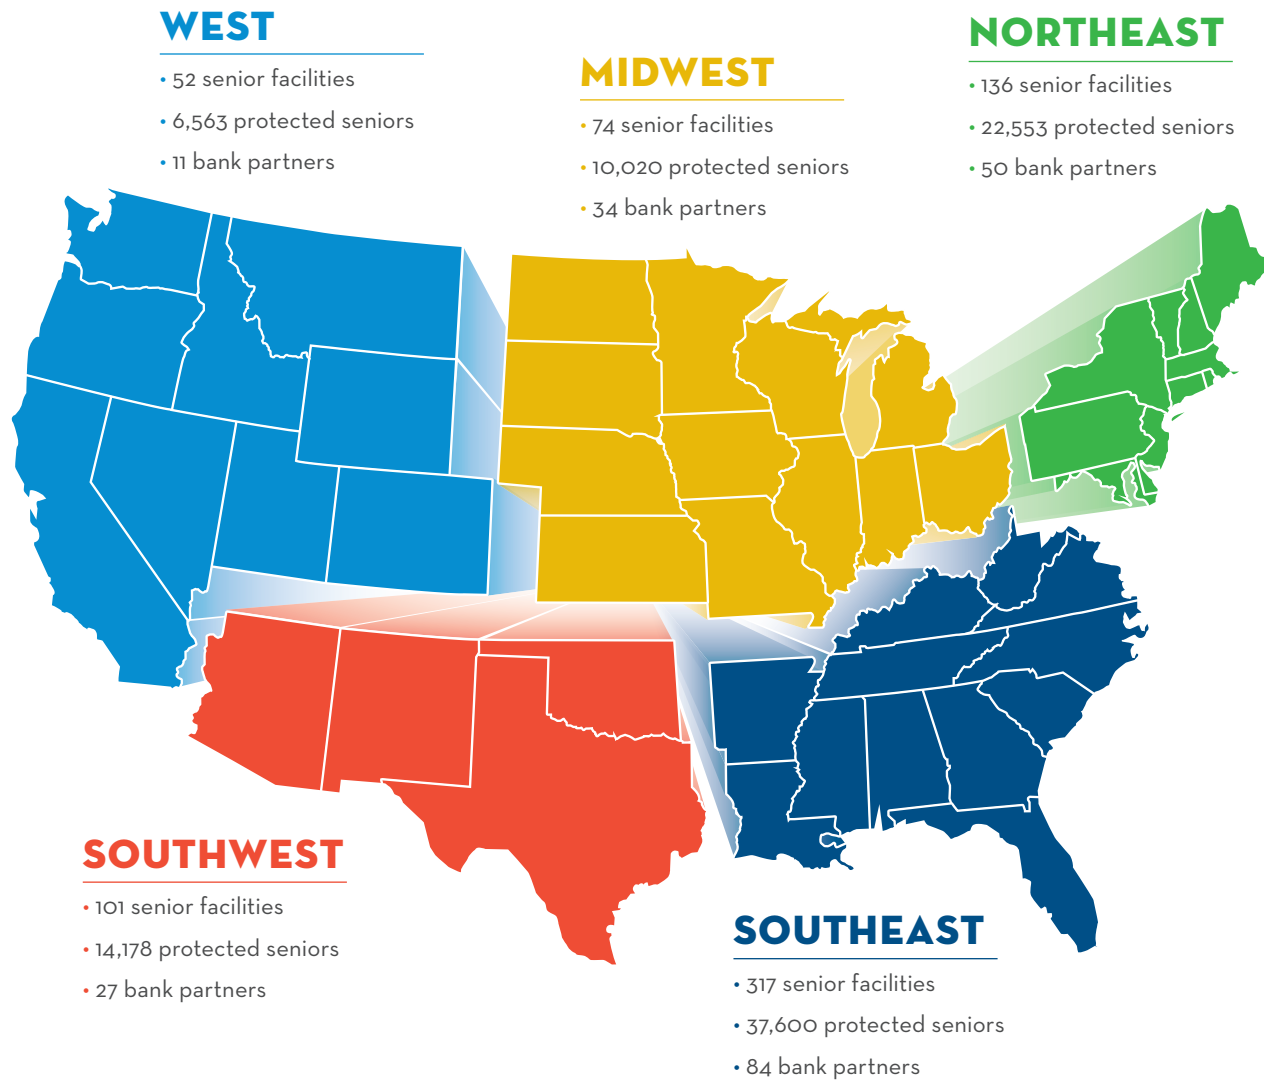 WEST
• 52 senior facilities
• 6,563 protected seniors
• 11 bank partners
MIDWEST
• 74 senior facilities
• 10,020 protected seniors
• 34 bank partners
NORTHEAST
• 136 senior facilities
• 22,553 protected seniors
• 50 bank partners
SOUTHWEST
• 101 senior facilities
• 14,178 protected seniors
• 27 bank partners
SOUTHEAST
• 317 senior facilities
• 37,600 protected seniors
• 84 bank partners